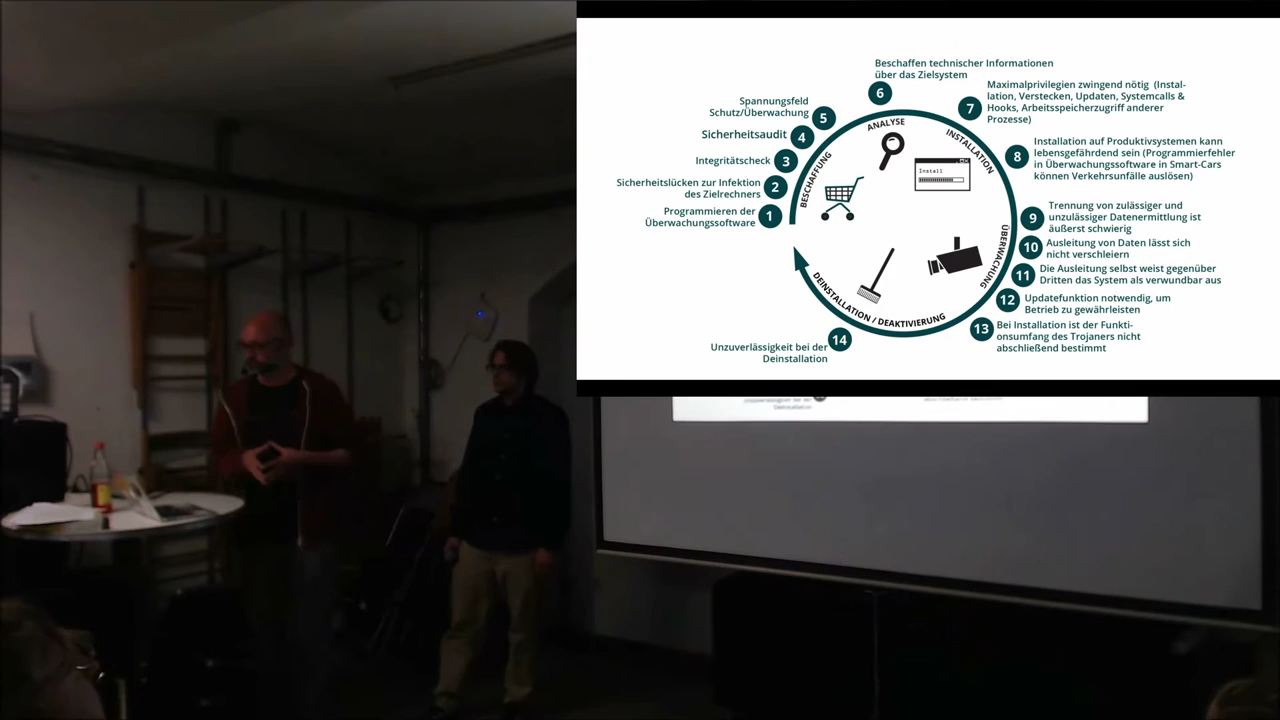 Beschaffen technischer Informationen
über das Zielsystem
6
Maximalprivilegien zwingend nötig (Instal-
lation, Verstecken, Updaten, Systemcalls &
Hooks, Arbeitsspeicherzugriff anderer
Prozesse)
7
Spannungsfeld
Schutz/Überwachung
5
Sicherheitsaudit
4
Integritätscheck
3
Sicherheitslücken zur Infektion
des Zielrechners
2
Programmieren der
Überwachungssoftware
1
BESCHAFFUNG
ANALYSE
INSTALLATION
Install
ÜBERWACHUNG
DEINSTALLATION / DEAKTIVIERUNG
8
Installation auf Produktivsystemen kann
lebensgefährdend sein (Programmierfehler
in Überwachungssoftware in Smart-Cars
können Verkehrsunfälle auslösen)
9
Trennung von zulässiger und
unzulässiger Datenermittlung ist
äußerst schwierig
10
Ausleitung von Daten lässt sich
nicht verschleiern
11
Die Ausleitung selbst weist gegenüber
Dritten das System als verwundbar aus
12
Updatefunktion notwendig, um
Betrieb zu gewährleisten
13
Bei Installation ist der Funkti-
onsumfang des Trojaners nicht
abschließend bestimmt
14
Unzuverlässigkeit bei der
Deinstallation